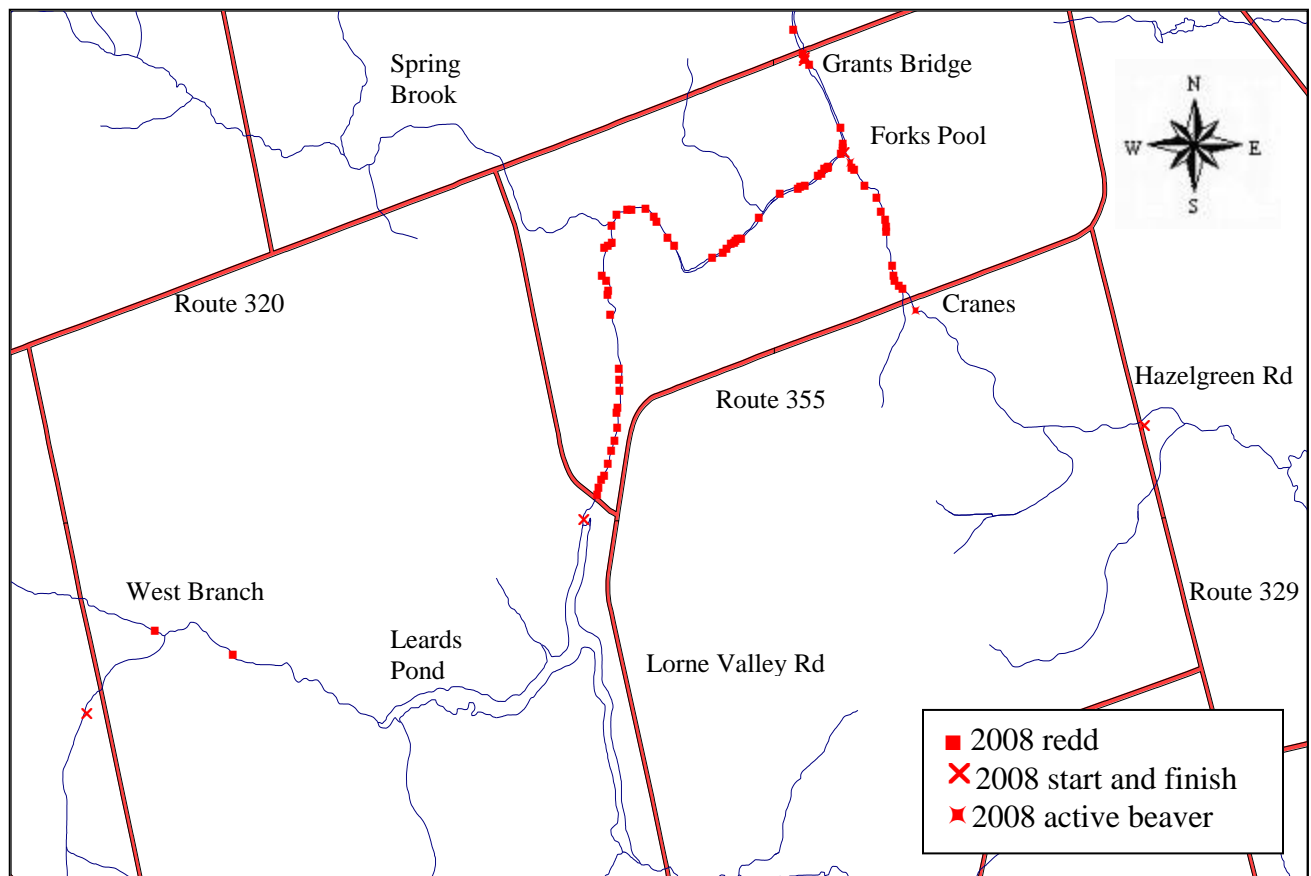 Spring
Brook
Grants Bridge
Forks Pool
N
W
E
S
Route 320
Cranes
Hazelgreen Rd
Route 355
West Branch
Route 329
Leards
Pond
Lorne Valley Rd
2008 redd
2008 start and finish
2008 active beaver